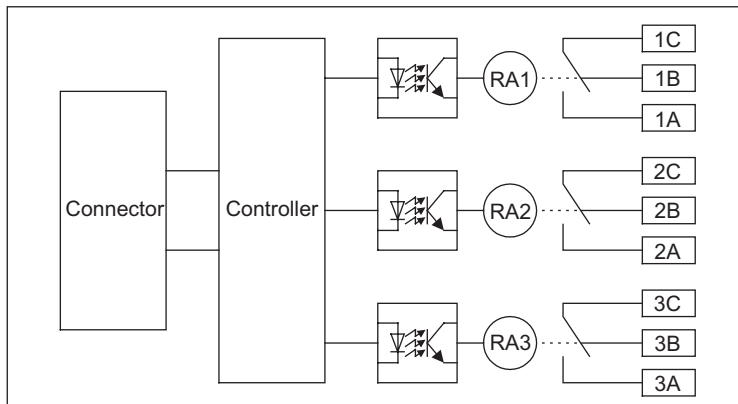 1C
RA1
1B
1A
2C
Connector
Controller
RA2
2B
2A
3C
RA3
3B
3A